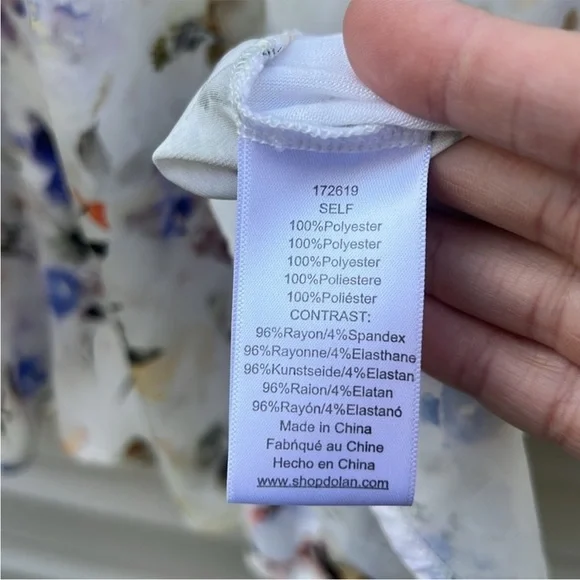 172619
SELF
100%Polyester
100%Polyester
100%Polyester
100%Poliestere
100%Poliéster
CONTRAST:
96%Rayon/4%Spandex
96%Rayonne/4%Elasthane
96%Kunstseide/4%Elastan
96%Raion/4%Elatan
96%Rayón/4%Elastanó
Made in China
Fabriqué au Chine
Hecho en China
www.shopdolan.com